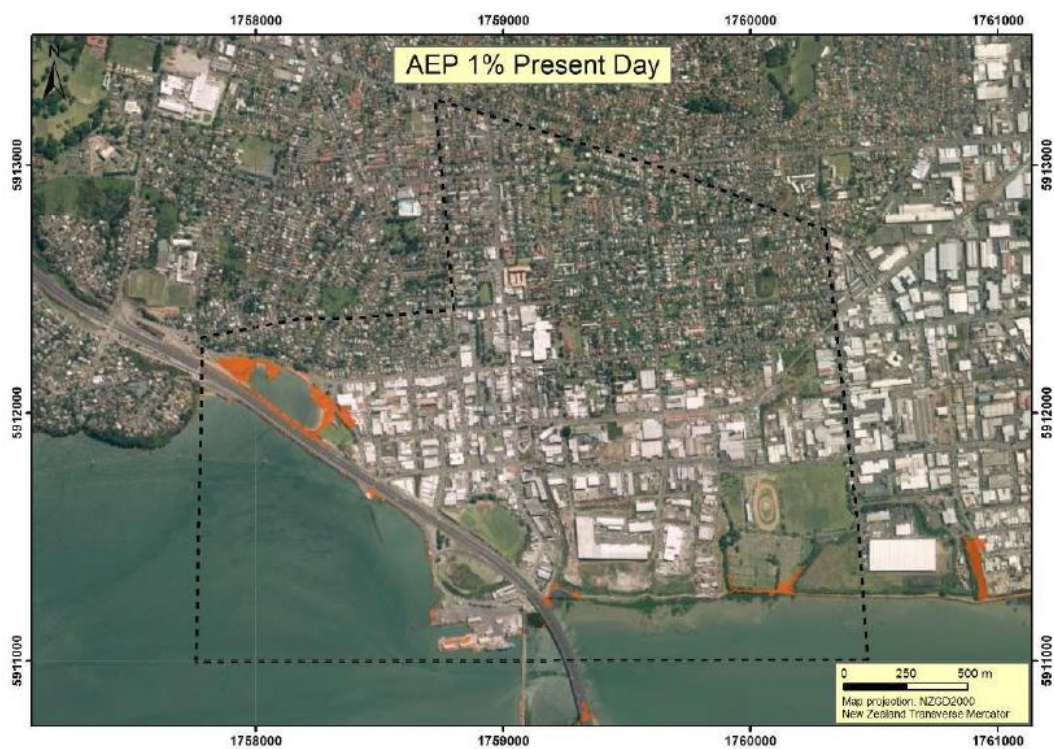 1758000 1759000 1760000 1761000
AEP 1% Present Day
N
5913000 5913000
5912000 5912000
5911000 5911000
0 250 500 m
Map projection: NZGD2000
New Zealand Transverse Mercator
1758000 1759000 1760000 1761000